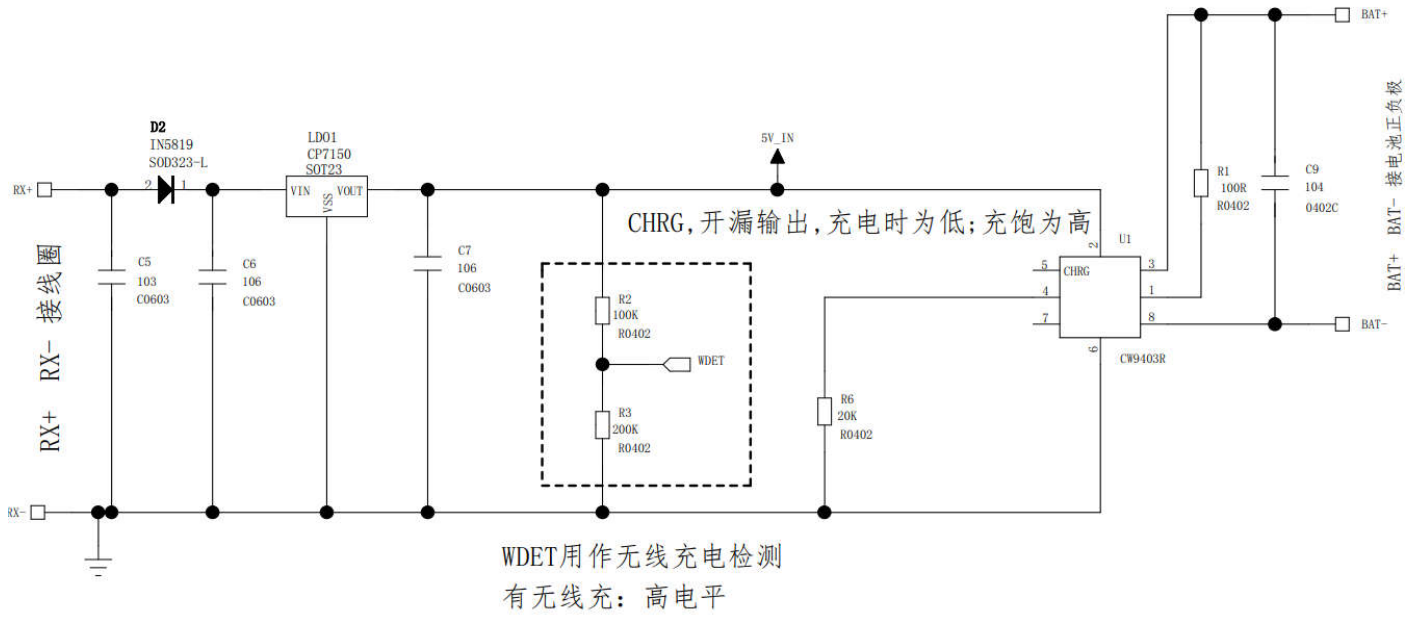 BAT+
D2
IN5819
SOD323-L
LDO1
CP7150
SOT23
5V_IN
RX+
2
1
VIN
VOUT
VSS
R1
100R
R0402
C9
104
0402C
CHRG,开漏输出,充电时为低;充饱为高
C5
103
C0603
C6
106
C0603
C7
106
C0603
2
U1
5
CHRG
3
4
1
7
8
6
CW9403R
BAT-
R2
100K
R0402
WDET
R3
200K
R0402
R6
20K
R0402
RX-
RX+ RX- 接线圈
BAT+ BAT- 接电池正负极
WDET用作无线充电检测
有无线充：高电平